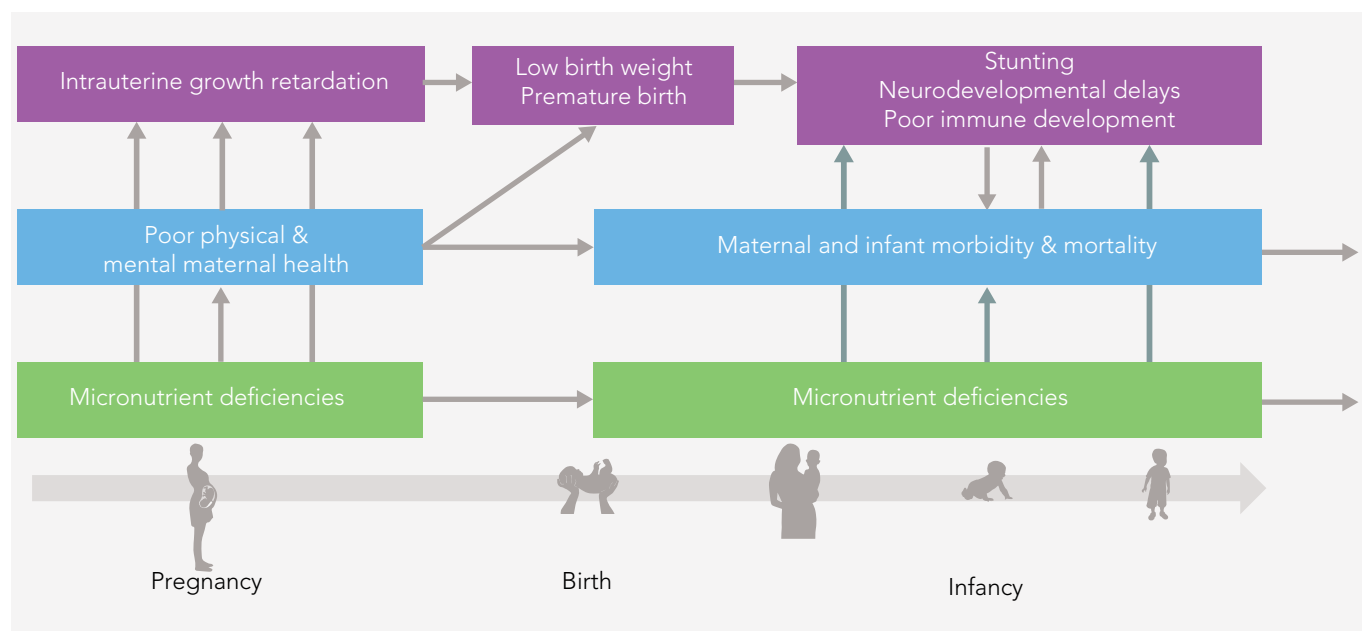 Intrauterine growth retardation
Low birth weight
Premature birth
Stunting
Neurodevelopmental delays
Poor immune development
Poor physical &
mental maternal health
Maternal and infant morbidity & mortality
Micronutrient deficiencies
Micronutrient deficiencies
Pregnancy
Birth
Infancy